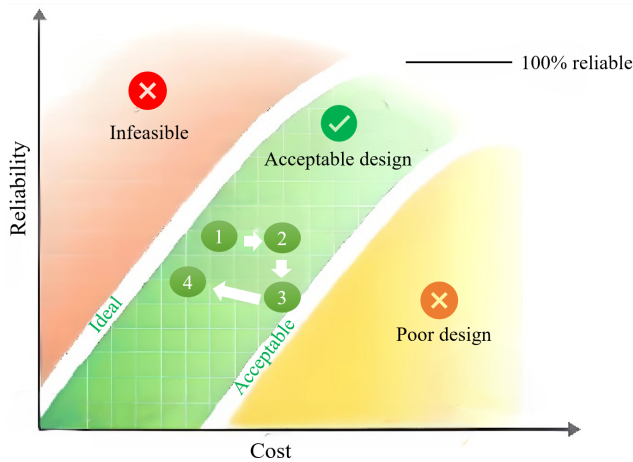 100% reliable
Infeasible
Acceptable design
Reliability
1
2
4
3
Ideal
Acceptable
Poor design
Cost